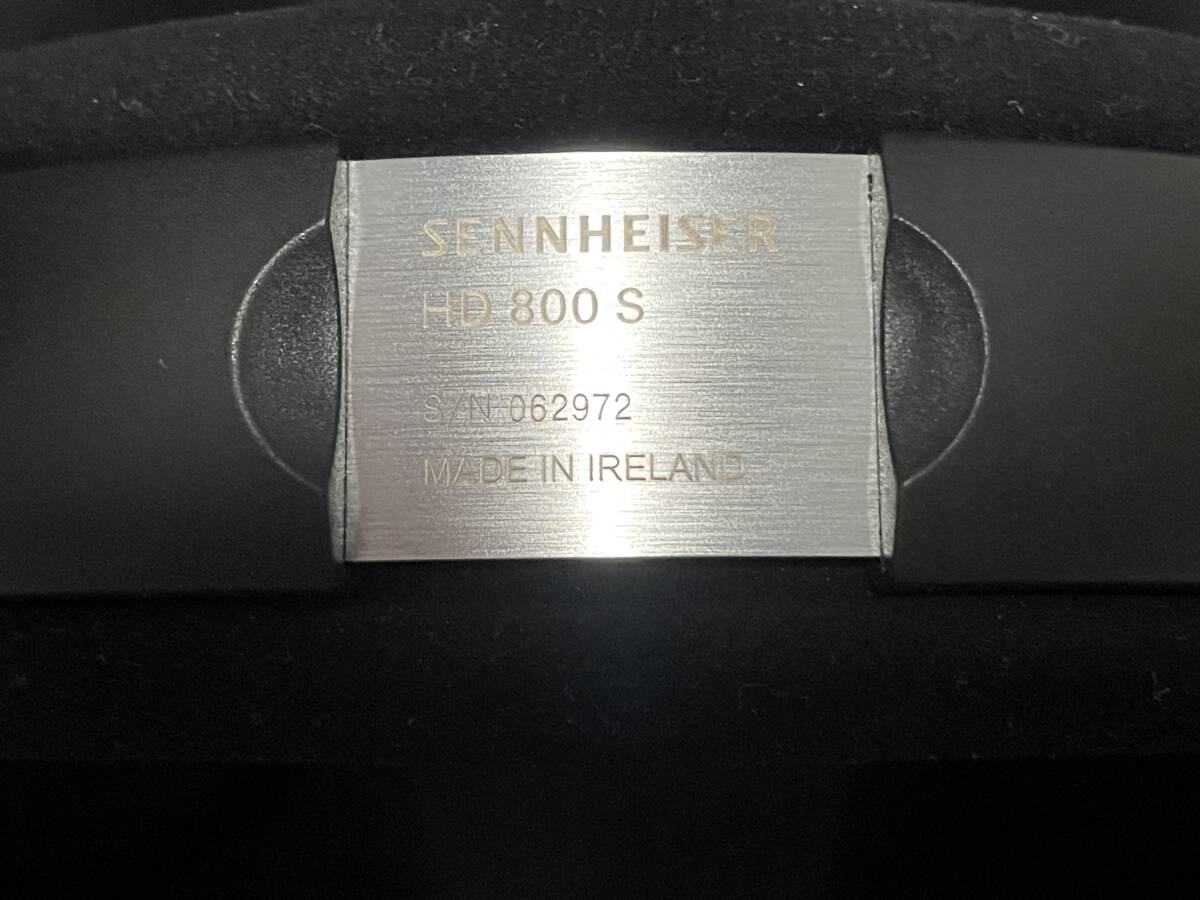 SENNHEISER
HD 800 S
S/N 062972
MADE IN IRELAND